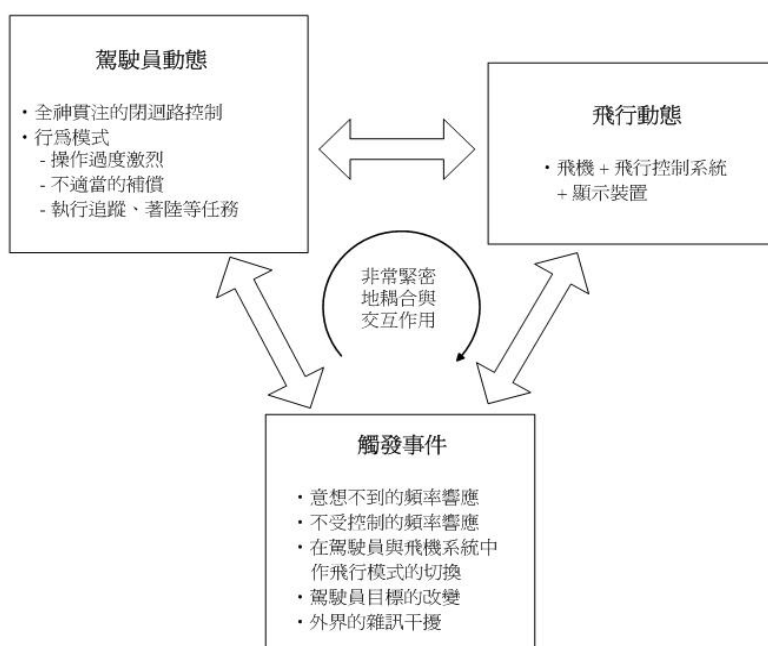 駕駛員動態
・全神貫注的閉迴路控制
・行爲模式
- 操作過度激烈
- 不適當的補償
- 執行追蹤、著陸等任務
飛行動態
・飛機 + 飛行控制系統
+ 顯示裝置
非常緊密
地耦合與
交互作用
觸發事件
・意想不到的頻率響應
・不受控制的頻率響應
・在駕駛員與飛機系統中
作飛行模式的切換
・駕駛員目標的改變
・外界的雜訊干擾